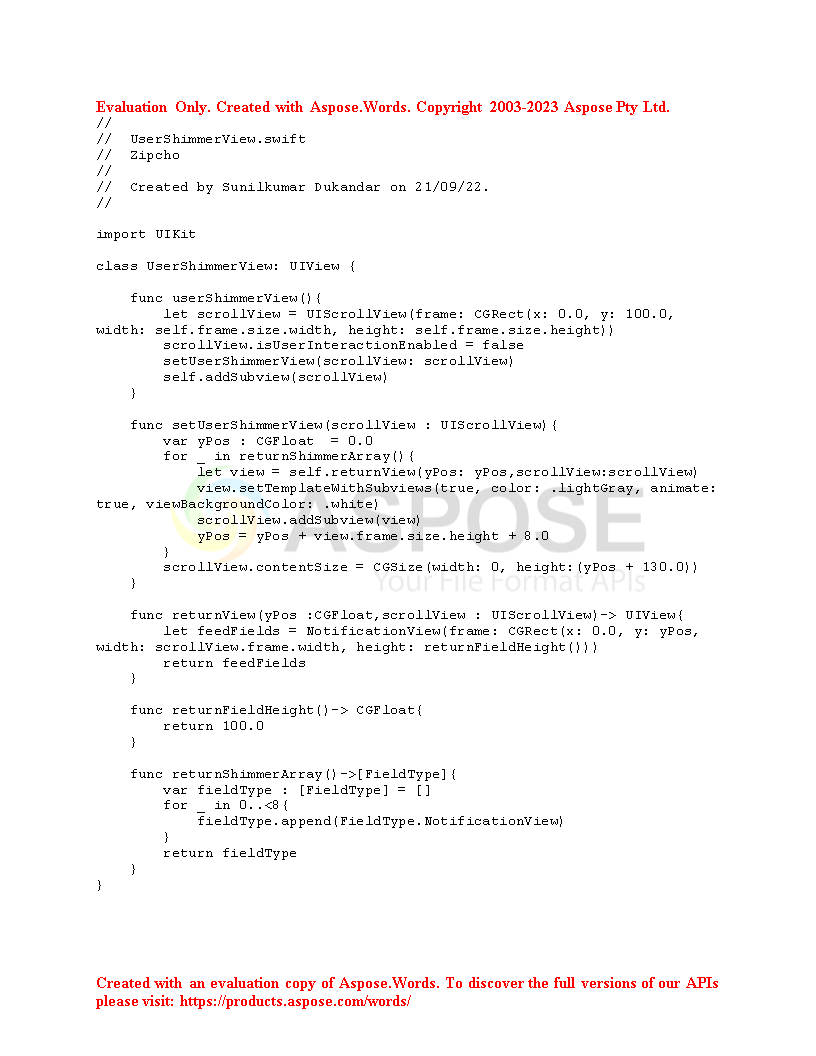 Evaluation Only. Created with Aspose.Words. Copyright 2003-2023 Aspose Pty Ltd.
//
//  UserShimmerView.swift
//  Zipcho
//
//  Created by Sunilkumar Dukandar on 21/09/22.
//
import UIKit
class UserShimmerView: UIView {
    func userShimmerView(){
        let scrollView = UIScrollView(frame: CGRect(x: 0.0, y: 100.0,
width: self.frame.size.width, height: self.frame.size.height))
        scrollView.isUserInteractionEnabled = false
        setUserShimmerView(scrollView: scrollView)
        self.addSubview(scrollView)
    }
    func setUserShimmerView(scrollView : UIScrollView){
        var yPos : CGFloat  = 0.0
        for _ in returnShimmerArray(){
            let view = self.returnView(yPos: yPos,scrollView:scrollView)
            view.setTemplateWithSubviews(true, color: .lightGray, animate:
true, viewBackgroundColor: .white)
            scrollView.addSubview(view)
            yPos = yPos + view.frame.size.height + 8.0
        }
        scrollView.contentSize = CGSize(width: 0, height:(yPos + 130.0))
    }
    func returnView(yPos :CGFloat,scrollView : UIScrollView)-> UIView{
        let feedFields = NotificationView(frame: CGRect(x: 0.0, y: yPos,
width: scrollView.frame.width, height: returnFieldHeight()))
        return feedFields
    }
    func returnFieldHeight()-> CGFloat{
        return 100.0
    }
    func returnShimmerArray()->[FieldType]{
        var fieldType : [FieldType] = []
        for _ in 0..<8{
            fieldType.append(FieldType.NotificationView)
        }
        return fieldType
    }
}
ASPOSE
Your File Format APIs
Created with an evaluation copy of Aspose.Words. To discover the full versions of our APIs
please visit: https://products.aspose.com/words/